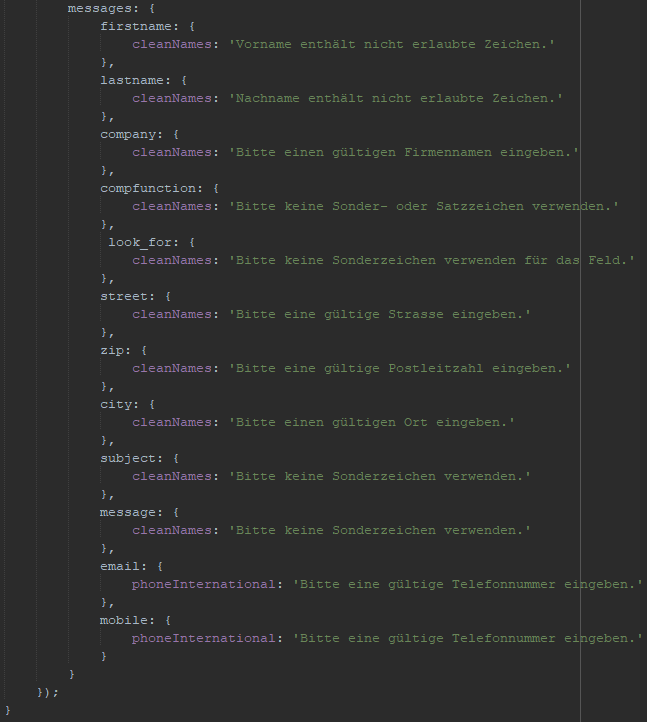 messages: {
firstname: {
cleanNames: 'Vorname enthält nicht erlaubte Zeichen.'
},
lastname: {
cleanNames: 'Nachname enthält nicht erlaubte Zeichen.'
},
company: {
cleanNames: 'Bitte einen gültigen Firmennamen eingeben.'
},
compfunction: {
cleanNames: 'Bitte keine Sonder- oder Satzzeichen verwenden.'
},
look_for: {
cleanNames: 'Bitte keine Sonderzeichen verwenden für das Feld.'
},
street: {
cleanNames: 'Bitte eine gültige Strasse eingeben.'
},
zip: {
cleanNames: 'Bitte eine gültige Postleitzahl eingeben.'
},
city: {
cleanNames: 'Bitte einen gültigen Ort eingeben.'
},
subject: {
cleanNames: 'Bitte keine Sonderzeichen verwenden.'
},
message: {
cleanNames: 'Bitte keine Sonderzeichen verwenden.'
},
email: {
phoneInternational: 'Bitte eine gültige Telefonnummer eingeben.'
},
mobile: {
phoneInternational: 'Bitte eine gültige Telefonnummer eingeben.'
}
}
});
}